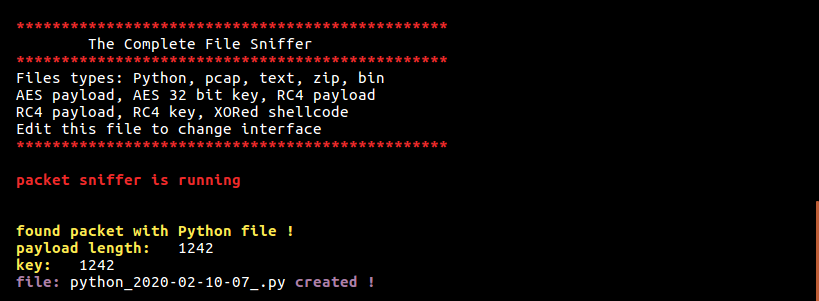 ************************************************
The Complete File Sniffer
************************************************
Files types: Python, pcap, text, zip, bin
AES payload, AES 32 bit key, RC4 payload
RC4 payload, RC4 key, XORed shellcode
Edit this file to change interface
************************************************
packet sniffer is running
found packet with Python file !
payload length: 1242
key: 1242
file: python_2020-02-10-07_.py created !